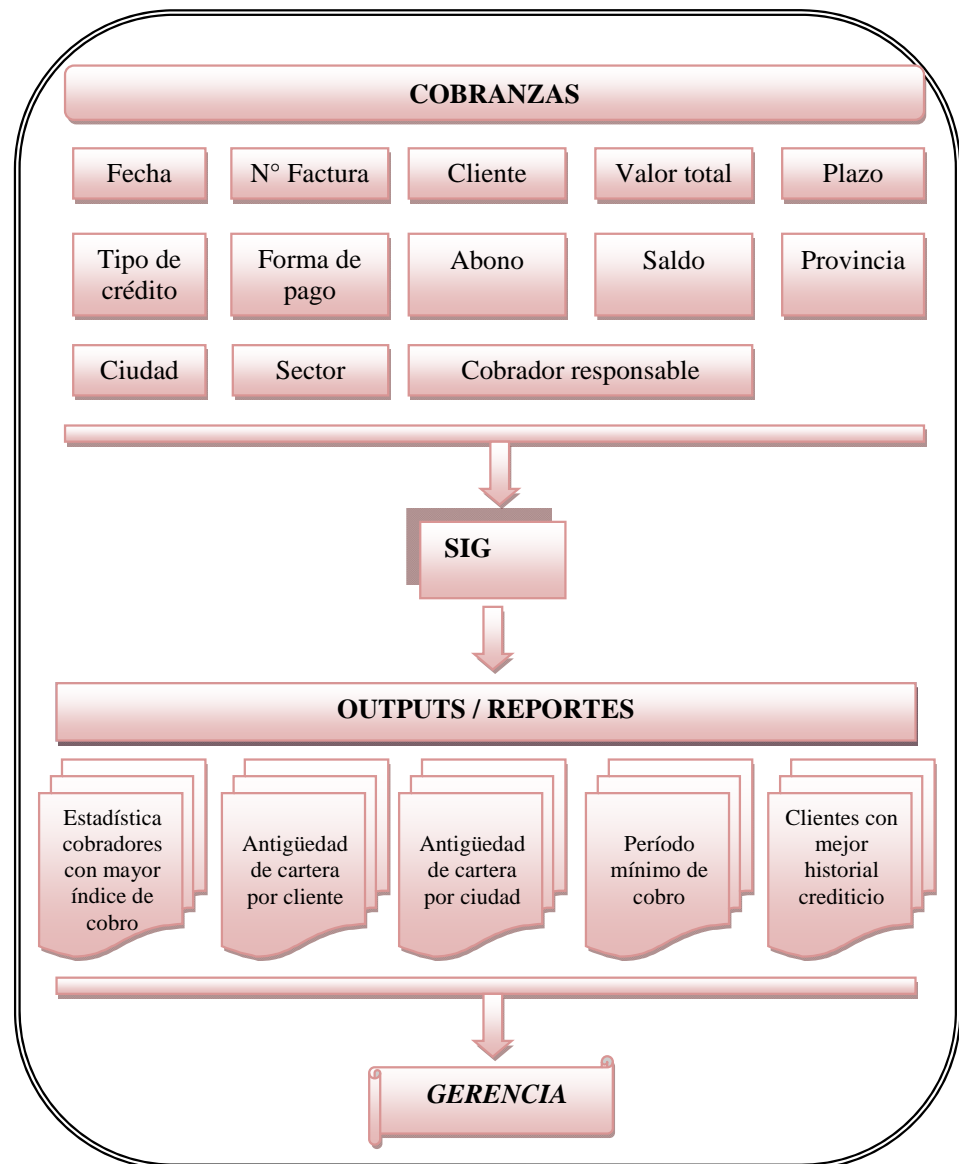 COBRANZAS
Fecha
N° Factura
Cliente
Valor total
Plazo
Tipo de
crédito
Forma de
pago
Abono
Saldo
Provincia
Ciudad
Sector
Cobrador responsable
SIG
OUTPUTS / REPORTES
Estadística
cobradores
con mayor
índice de
cobro
Antigüedad
de cartera
por cliente
Antigüedad
de cartera
por ciudad
Período
mínimo de
cobro
Clientes con
mejor
historial
crediticio
GERENCIA